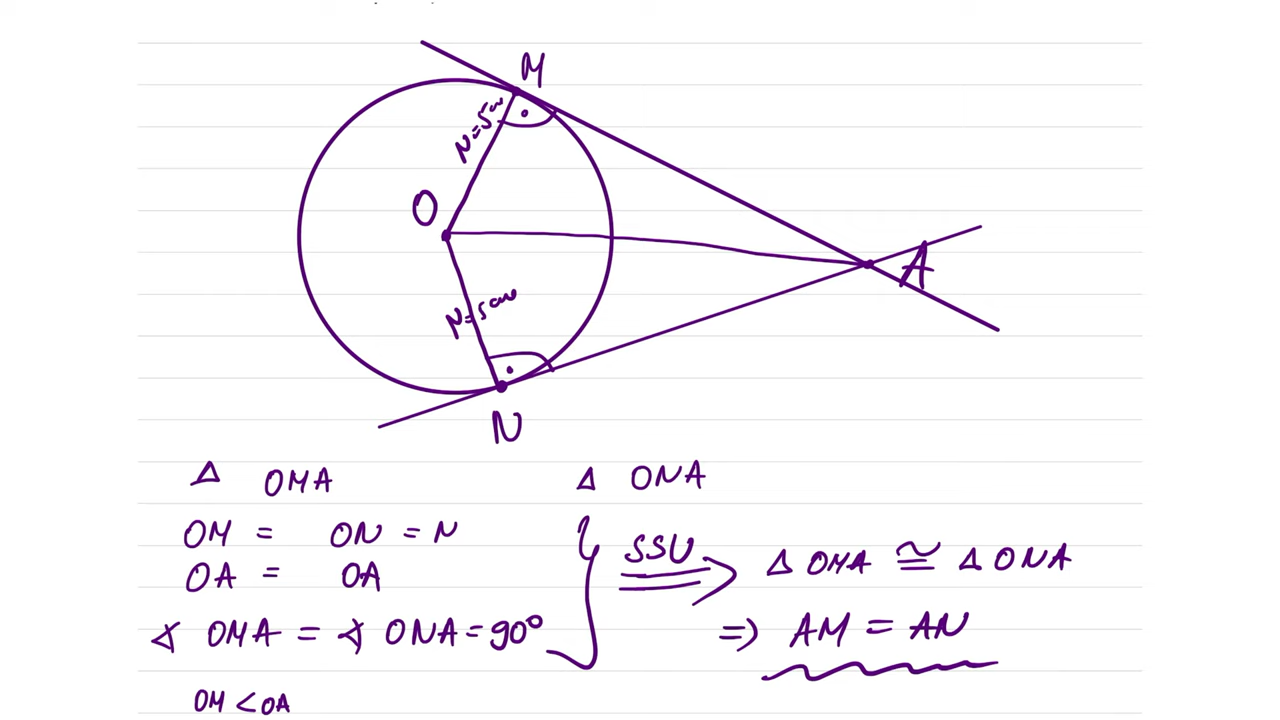 M
r=5cm
O
A
r=5cm
N
△ OMA △ ONA
OM = ON = r
OA = OA
∢ OMA = ∢ ONA = 90°
OM < OA
SSU
△ OMA ≅ △ ONA
=> AM = AN